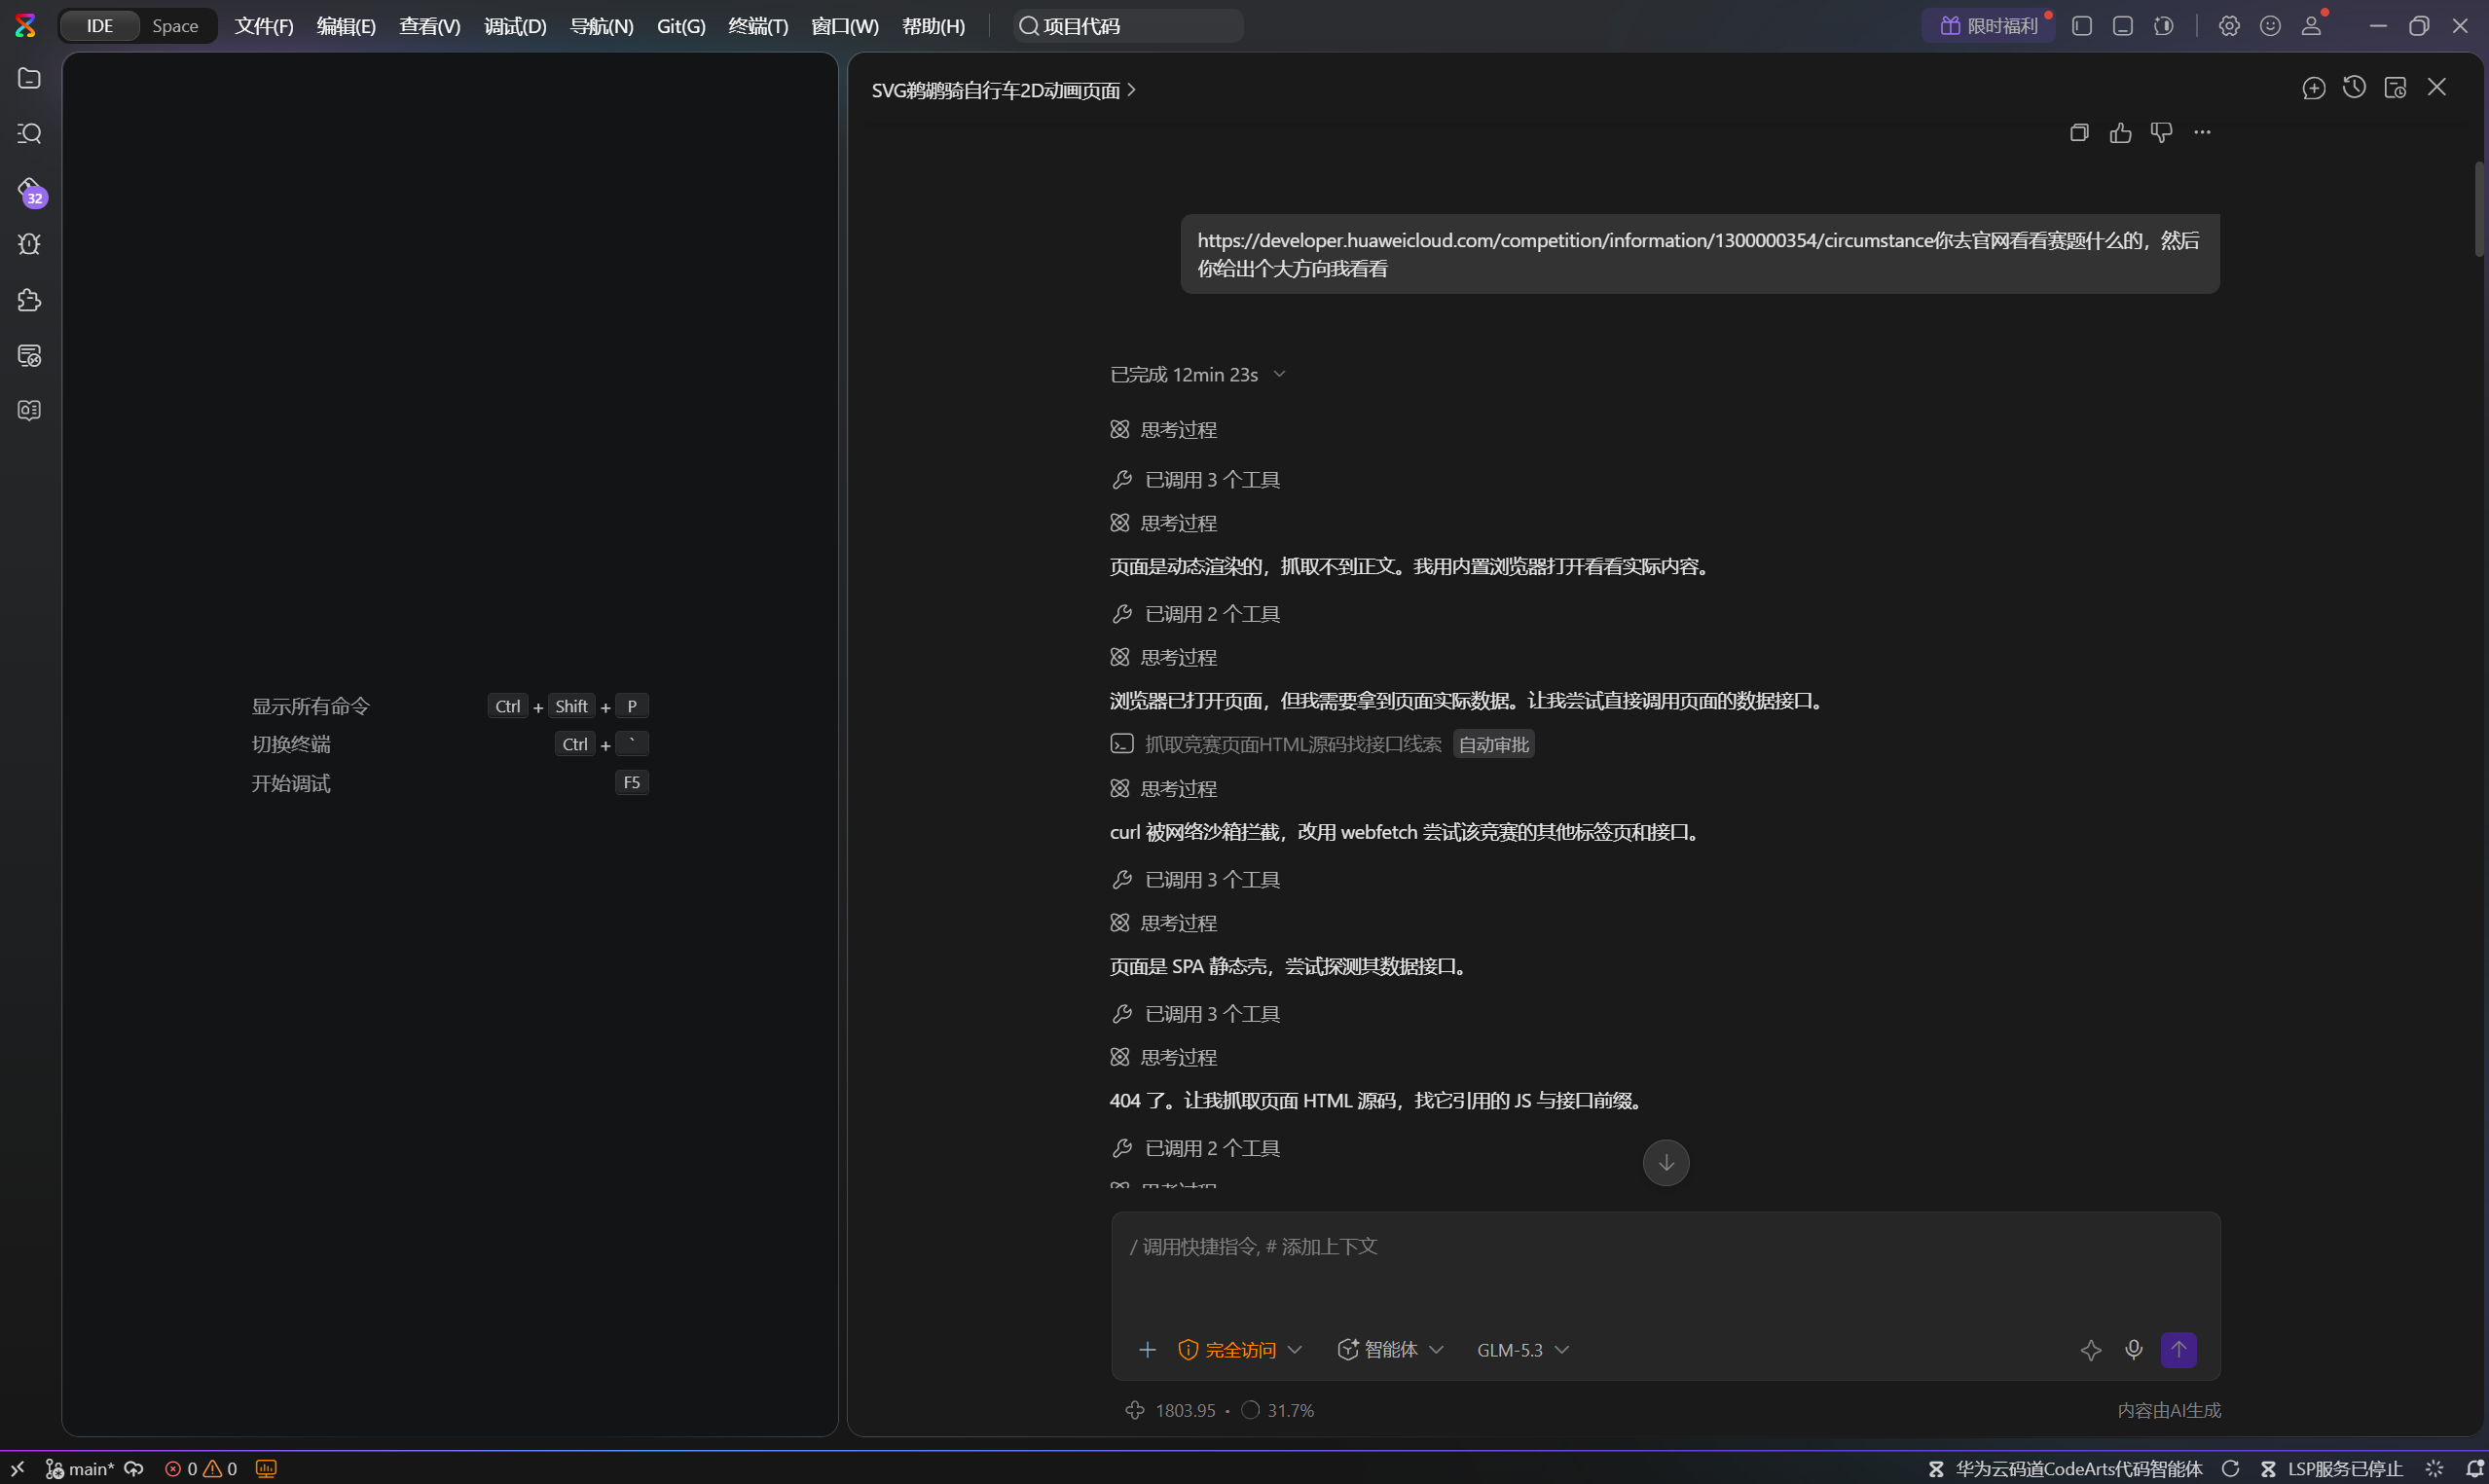 IDE Space 文件(F) 编辑(E) 查看(V) 调试(D) 导航(N) Git(G) 终端(T) 窗口(W) 帮助(H) 项目代码 限时福利
32
SVG鹈鹕骑自行车2D动画页面
https://developer.huaweicloud.com/competition/information/1300000354/circumstance你去官网看看赛题什么的，然后
你给出个大方向我看看
已完成 12min 23s
思考过程
已调用 3 个工具
思考过程
页面是动态渲染的，抓取不到正文。我用内置浏览器打开看看实际内容。
已调用 2 个工具
思考过程
浏览器已打开页面，但我需要拿到页面实际数据。让我尝试直接调用页面的数据接口。
抓取竞赛页面HTML源码找接口线索 自动审批
思考过程
curl 被网络沙箱拦截，改用 webfetch 尝试该竞赛的其他标签页和接口。
已调用 3 个工具
思考过程
页面是 SPA 静态壳，尝试探测其数据接口。
已调用 3 个工具
思考过程
404 了。让我抓取页面 HTML 源码，找它引用的 JS 与接口前缀。
已调用 2 个工具
显示所有命令 Ctrl + Shift + P
切换终端 Ctrl + `
开始调试 F5
/ 调用快捷指令, # 添加上下文
完全访问 智能体 GLM-5.3
1803.95 · 31.7% 内容由AI生成
main* 0 0 华为云码道CodeArts代码智能体 LSP服务已停止